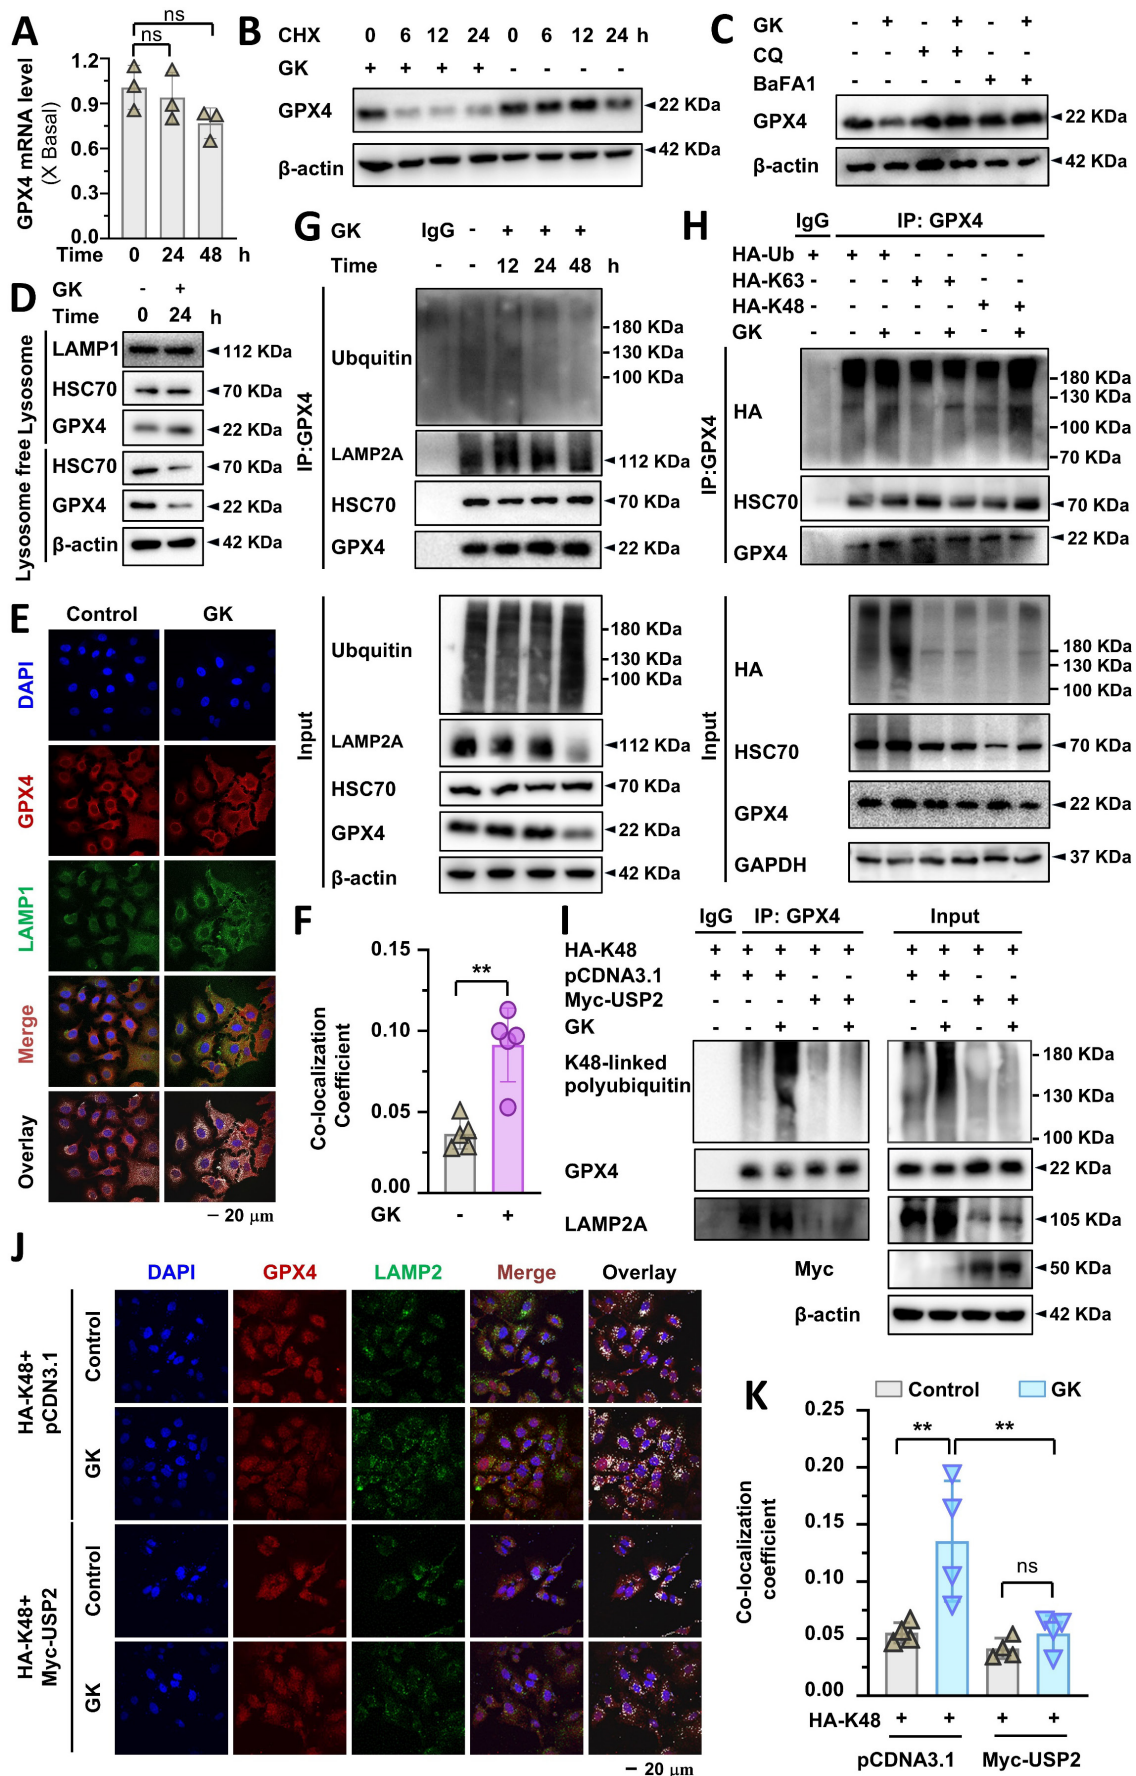 A
ns
ns
GPX4 mRNA level
(X Basal)
1.2
0.9
0.6
0.3
0.0
Time 0 24 48 h
B
CHX 0 6 12 24 0 6 12 24 h
GK + + + + - - - -
GPX4 22 KDa
β-actin 42 KDa
C
GK - + - + - +
CQ - - + + - -
BaFA1 - - - - + +
GPX4 22 KDa
β-actin 42 KDa
D
GK - +
Time 0 24 h
Lysosome
LAMP1 112 KDa
HSC70 70 KDa
GPX4 22 KDa
Lysosome free
HSC70 70 KDa
GPX4 22 KDa
β-actin 42 KDa
E
Control GK
DAPI
GPX4
LAMP1
Merge
Overlay
20 μm
F
Co-localization
Coefficient
0.15
0.10
0.05
0.00
**
GK - +
G
GK IgG - + + +
Time - - 12 24 48 h
IP:GPX4
Ubquitin
180 KDa
130 KDa
100 KDa
LAMP2A 112 KDa
HSC70 70 KDa
GPX4 22 KDa
Input
Ubquitin
180 KDa
130 KDa
100 KDa
LAMP2A 112 KDa
HSC70 70 KDa
GPX4 22 KDa
β-actin 42 KDa
H
IgG IP: GPX4
HA-Ub + + + - - - -
HA-K63 - - - + + - -
HA-K48 - - - - - + +
GK - - + - + - +
IP:GPX4
HA
180 KDa
130 KDa
100 KDa
70 KDa
HSC70 70 KDa
GPX4 22 KDa
Input
HA
180 KDa
130 KDa
100 KDa
HSC70 70 KDa
GPX4 22 KDa
GAPDH 37 KDa
I
IgG IP: GPX4 Input
HA-K48 + + + + + + + + +
pCDNA3.1 + + + - - + + - -
Myc-USP2 - - - + + - - + +
GK - - + - + - + - +
K48-linked
polyubiquitin
180 KDa
130 KDa
100 KDa
GPX4 22 KDa
LAMP2A 105 KDa
Myc 50 KDa
β-actin 42 KDa
J
DAPI GPX4 LAMP2 Merge Overlay
HA-K48+
pCDN3.1
Control
GK
HA-K48+
Myc-USP2
Control
GK
20 μm
K
Control GK
Co-localization
coefficient
0.25
0.20
0.15
0.10
0.05
0.00
** **
ns
HA-K48 + + + +
pCDNA3.1 Myc-USP2